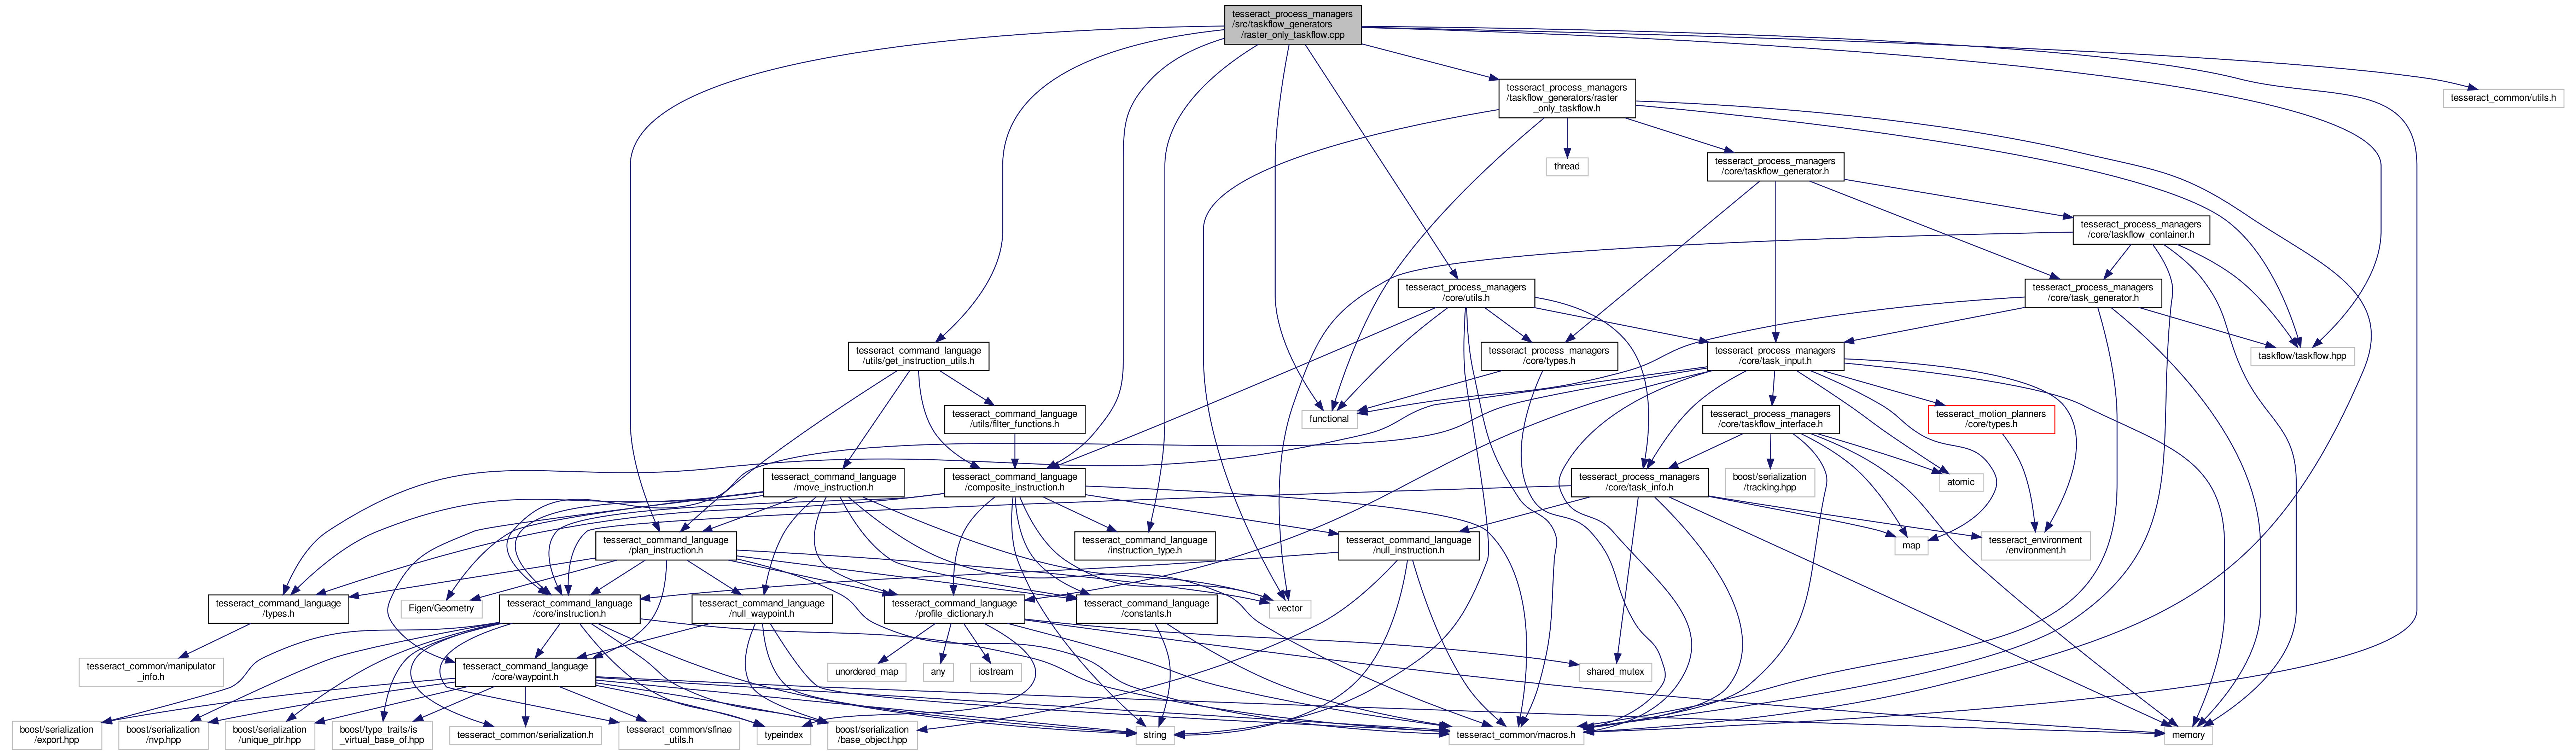 tesseract_process_managers
/src/taskflow_generators
/raster_only_taskflow.cpp
tesseract_process_managers
/taskflow_generators/raster
_only_taskflow.h
tesseract_common/utils.h
thread
tesseract_process_managers
/core/taskflow_generator.h
tesseract_process_managers
/core/taskflow_container.h
tesseract_process_managers
/core/utils.h
tesseract_process_managers
/core/task_generator.h
tesseract_command_language
/utils/get_instruction_utils.h
tesseract_process_managers
/core/types.h
tesseract_process_managers
/core/task_input.h
taskflow/taskflow.hpp
tesseract_command_language
/utils/filter_functions.h
functional
tesseract_process_managers
/core/taskflow_interface.h
tesseract_motion_planners
/core/types.h
tesseract_command_language
/move_instruction.h
tesseract_command_language
/composite_instruction.h
tesseract_process_managers
/core/task_info.h
boost/serialization
/tracking.hpp
atomic
tesseract_command_language
/plan_instruction.h
tesseract_command_language
/instruction_type.h
tesseract_command_language
/null_instruction.h
map
tesseract_environment
/environment.h
tesseract_command_language
/types.h
Eigen/Geometry
tesseract_command_language
/core/instruction.h
tesseract_command_language
/null_waypoint.h
tesseract_command_language
/profile_dictionary.h
tesseract_command_language
/constants.h
vector
tesseract_common/manipulator
_info.h
tesseract_command_language
/core/waypoint.h
unordered_map
any
iostream
shared_mutex
boost/serialization
/export.hpp
boost/serialization
/nvp.hpp
boost/serialization
/unique_ptr.hpp
boost/type_traits/is
_virtual_base_of.hpp
tesseract_common/serialization.h
tesseract_common/sfinae
_utils.h
typeindex
boost/serialization
/base_object.hpp
string
tesseract_common/macros.h
memory